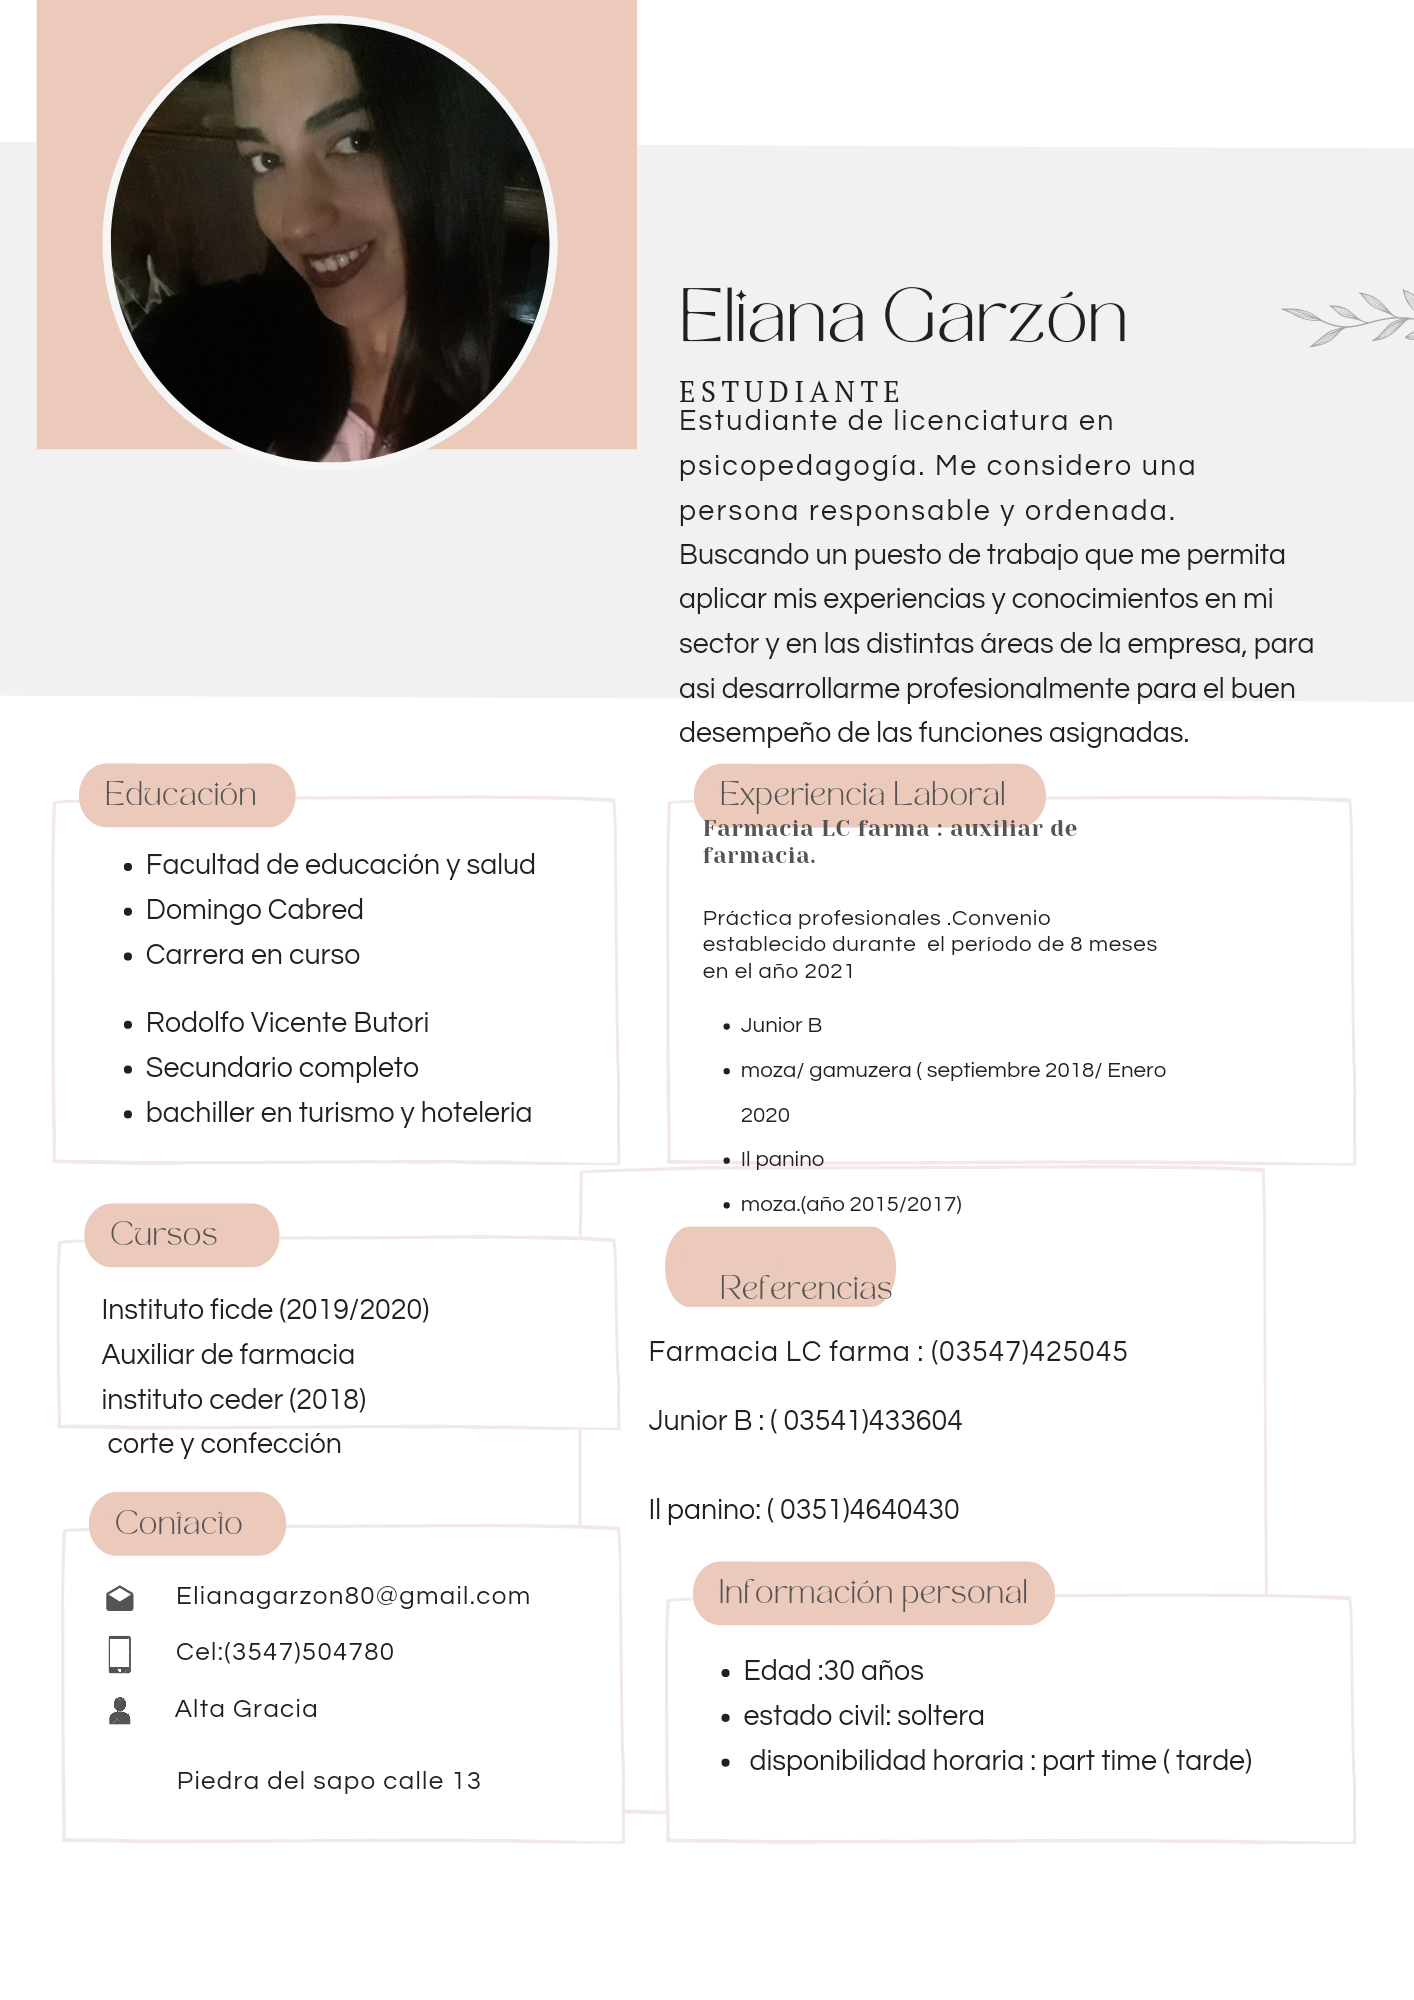 Eliana Garzón
ESTUDIANTE
Estudiante de licenciatura en
psicopedagogía. Me considero una
persona responsable y ordenada.
Buscando un puesto de trabajo que me permita
aplicar mis experiencias y conocimientos en mi
sector y en las distintas áreas de la empresa, para
asi desarrollarme profesionalmente para el buen
desempeño de las funciones asignadas.
Educación
• Facultad de educación y salud
• Domingo Cabred
• Carrera en curso
• Rodolfo Vicente Butori
• Secundario completo
• bachiller en turismo y hoteleria
Experiencia Laboral
Farmacia LC farma : auxiliar de
farmacia.
Práctica profesionales .Convenio
establecido durante  el período de 8 meses
en el año 2021
• Junior B
• moza/ gamuzera ( septiembre 2018/ Enero
2020
• Il panino
• moza.(año 2015/2017)
Cursos
Instituto ficde (2019/2020)
Auxiliar de farmacia
instituto ceder (2018)
corte y confección
Referencias
Farmacia LC farma : (03547)425045
Junior B : ( 03541)433604
Il panino: ( 0351)4640430
Contacto
Elianagarzon80@gmail.com
Cel:(3547)504780
Alta Gracia
Piedra del sapo calle 13
Información personal
• Edad :30 años
• estado civil: soltera
• disponibilidad horaria : part time ( tarde)